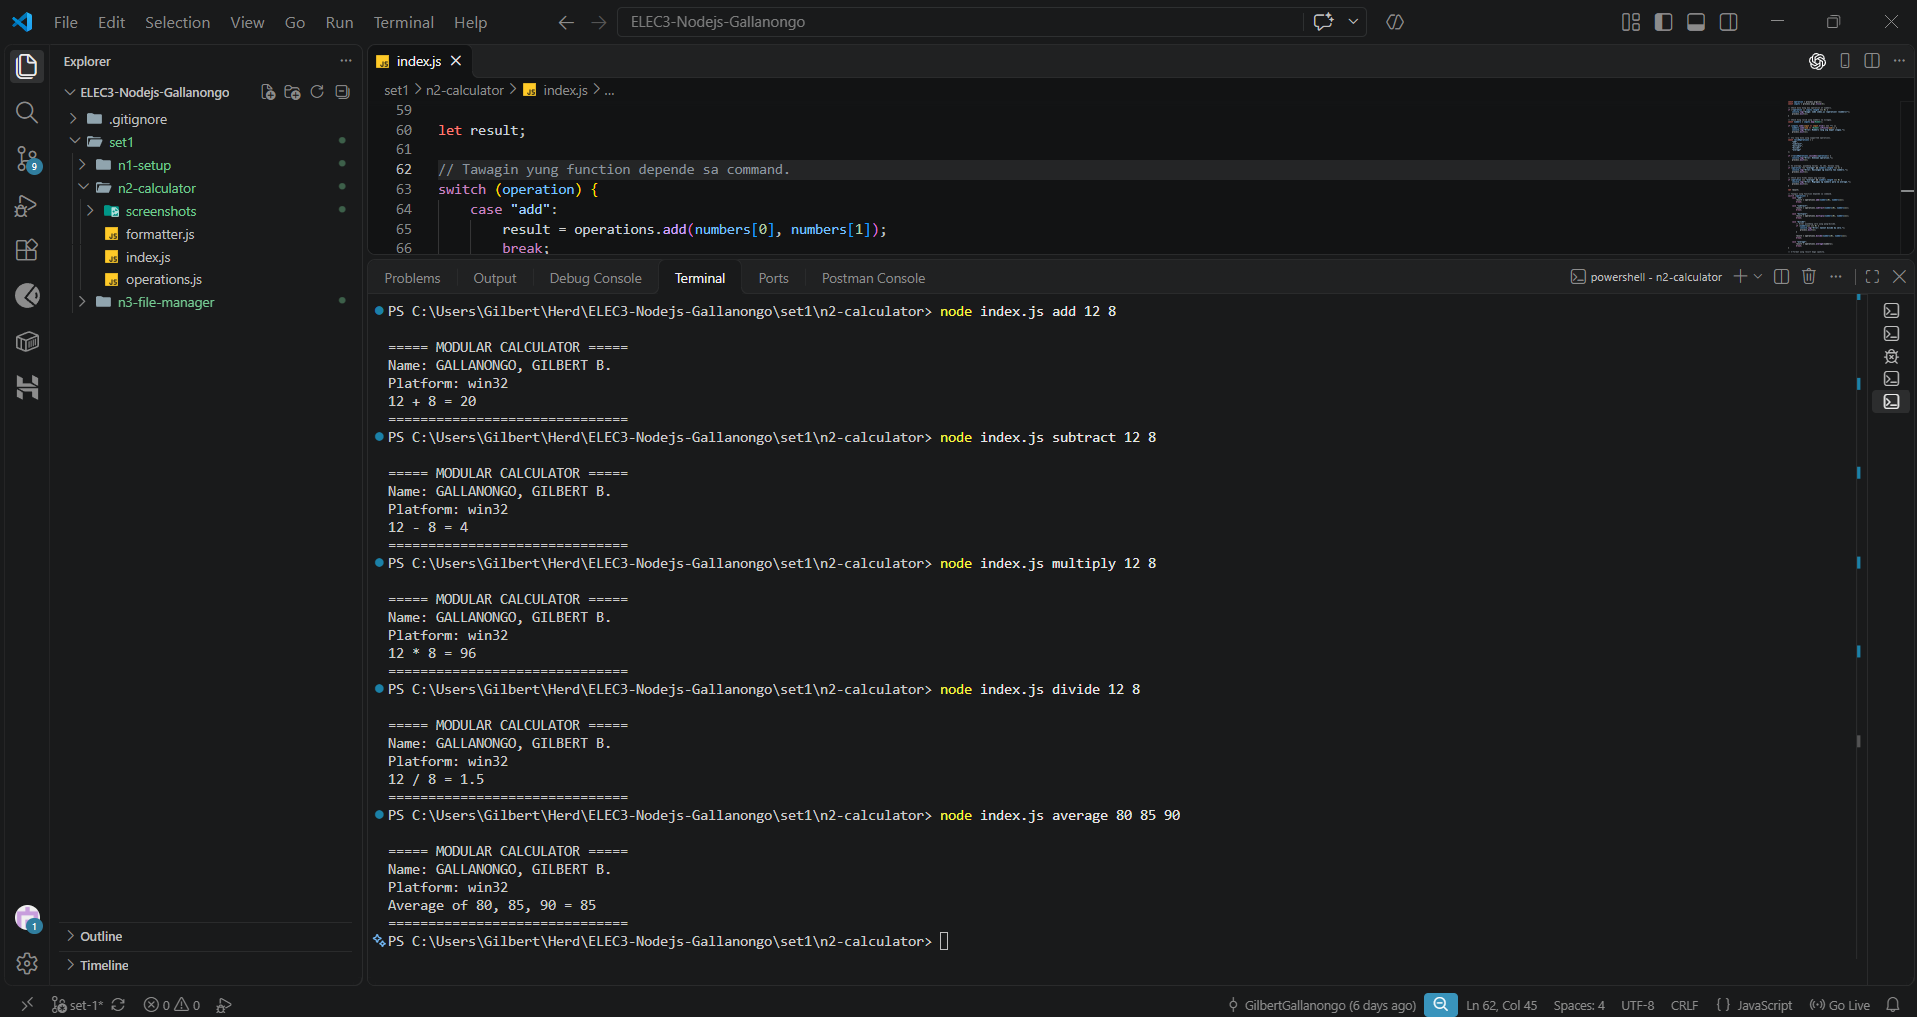 File Edit Selection View Go Run Terminal Help
ELEC3-Nodejs-Gallanongo
Explorer
ELEC3-Nodejs-Gallanongo
.gitignore
set1
n1-setup
n2-calculator
screenshots
formatter.js
index.js
operations.js
n3-file-manager
Outline
Timeline
9
1
index.js
set1 > n2-calculator > index.js > ...
59
60 let result;
61
62 // Tawagin yung function depende sa command.
63 switch (operation) {
64 case "add":
65 result = operations.add(numbers[0], numbers[1]);
66 break;
Problems Output Debug Console Terminal Ports Postman Console
powershell - n2-calculator
PS C:\Users\Gilbert\Herd\ELEC3-Nodejs-Gallanongo\set1\n2-calculator> node index.js add 12 8
===== MODULAR CALCULATOR =====
Name: GALLANONGO, GILBERT B.
Platform: win32
12 + 8 = 20
==============================
PS C:\Users\Gilbert\Herd\ELEC3-Nodejs-Gallanongo\set1\n2-calculator> node index.js subtract 12 8
===== MODULAR CALCULATOR =====
Name: GALLANONGO, GILBERT B.
Platform: win32
12 - 8 = 4
==============================
PS C:\Users\Gilbert\Herd\ELEC3-Nodejs-Gallanongo\set1\n2-calculator> node index.js multiply 12 8
===== MODULAR CALCULATOR =====
Name: GALLANONGO, GILBERT B.
Platform: win32
12 * 8 = 96
==============================
PS C:\Users\Gilbert\Herd\ELEC3-Nodejs-Gallanongo\set1\n2-calculator> node index.js divide 12 8
===== MODULAR CALCULATOR =====
Name: GALLANONGO, GILBERT B.
Platform: win32
12 / 8 = 1.5
==============================
PS C:\Users\Gilbert\Herd\ELEC3-Nodejs-Gallanongo\set1\n2-calculator> node index.js average 80 85 90
===== MODULAR CALCULATOR =====
Name: GALLANONGO, GILBERT B.
Platform: win32
Average of 80, 85, 90 = 85
==============================
PS C:\Users\Gilbert\Herd\ELEC3-Nodejs-Gallanongo\set1\n2-calculator>
set-1* 0 0 GilbertGallanongo (6 days ago) Ln 62, Col 45 Spaces: 4 UTF-8 CRLF {} JavaScript Go Live